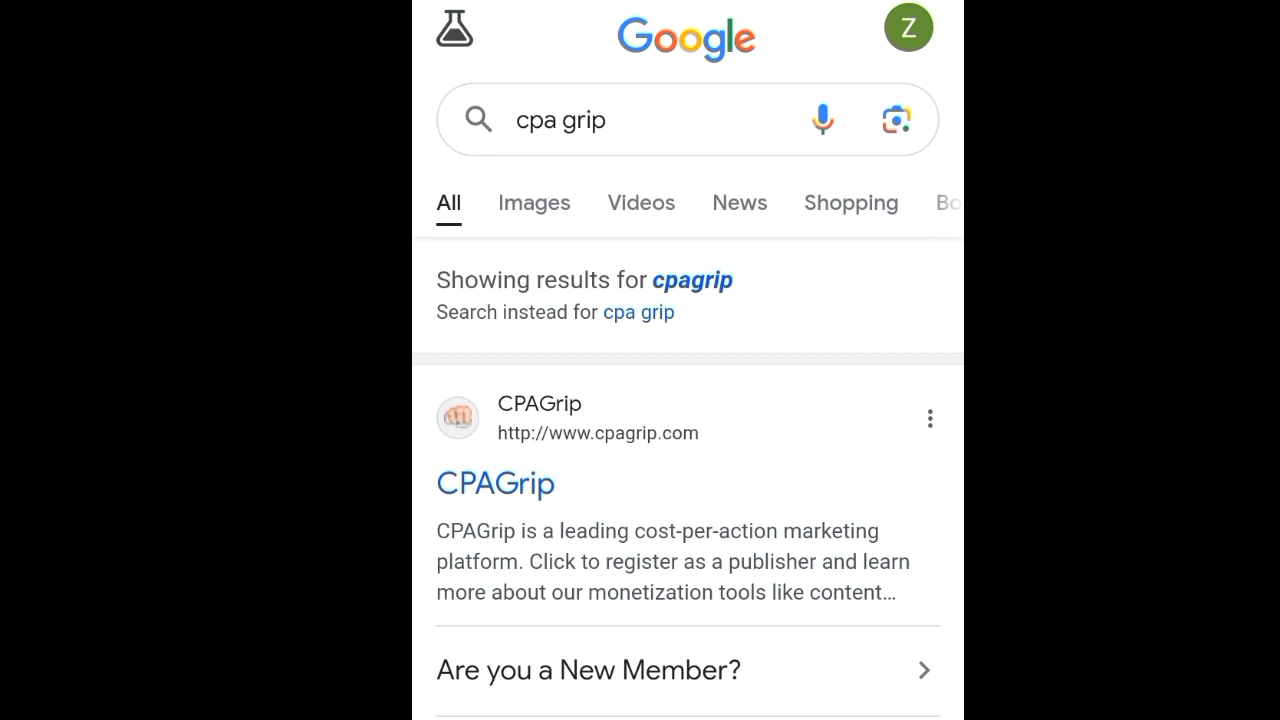 Google
Z
cpa grip
All Images Videos News Shopping Bo
Showing results for cpagrip
Search instead for cpa grip
CPAGrip
http://www.cpagrip.com
CPAGrip
CPAGrip is a leading cost-per-action marketing
platform. Click to register as a publisher and learn
more about our monetization tools like content...
Are you a New Member?